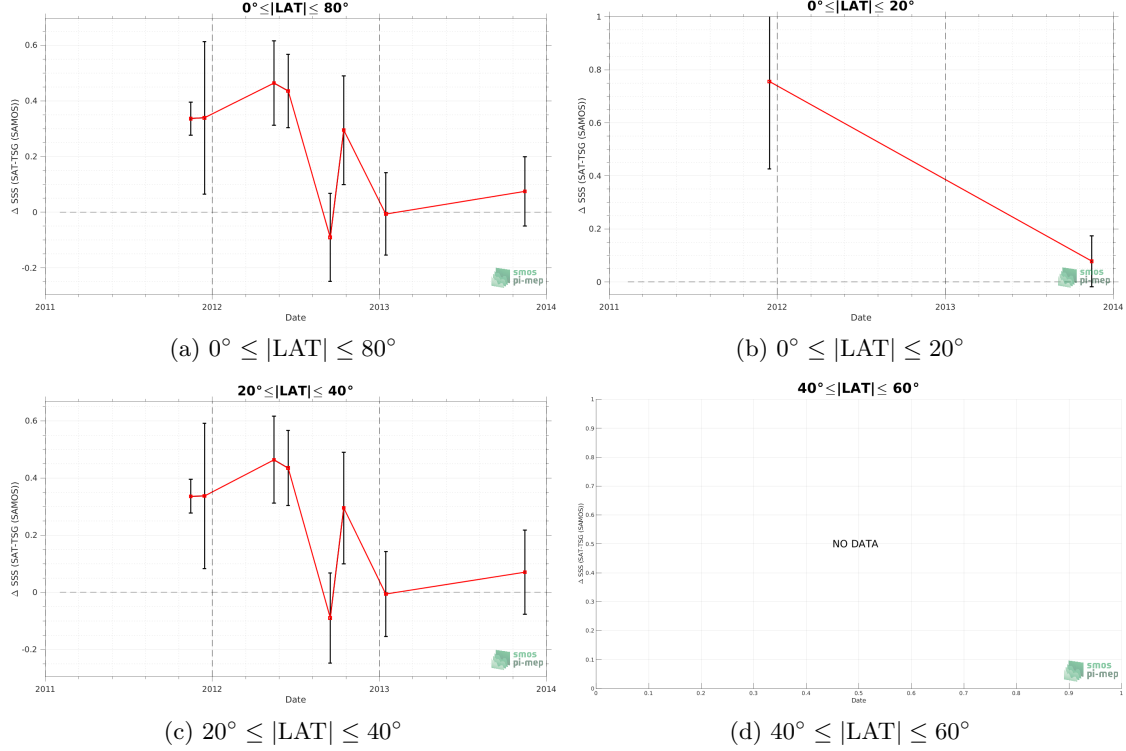 0°≤|LAT|≤ 80°
Δ SSS (SAT-TSG (SAMOS))
0.6
0.4
0.2
0
-0.2
2011
2012
2013
2014
Date
smos
pi-mep
(a) 0° ≤ |LAT| ≤ 80°
0°≤|LAT|≤ 20°
Δ SSS (SAT-TSG (SAMOS))
1
0.8
0.6
0.4
0.2
0
2011
2012
2013
2014
Date
smos
pi-mep
(b) 0° ≤ |LAT| ≤ 20°
20°≤|LAT|≤ 40°
Δ SSS (SAT-TSG (SAMOS))
0.6
0.4
0.2
0
-0.2
2011
2012
2013
2014
Date
smos
pi-mep
(c) 20° ≤ |LAT| ≤ 40°
40°≤|LAT|≤ 60°
Δ SSS (SAT-TSG (SAMOS))
1
0.9
0.8
0.7
0.6
0.5
0.4
0.3
0.2
0.1
0
NO DATA
0
0.1
0.2
0.3
0.4
0.5
0.6
0.7
0.8
0.9
1
Date
smos
pi-mep
(d) 40° ≤ |LAT| ≤ 60°